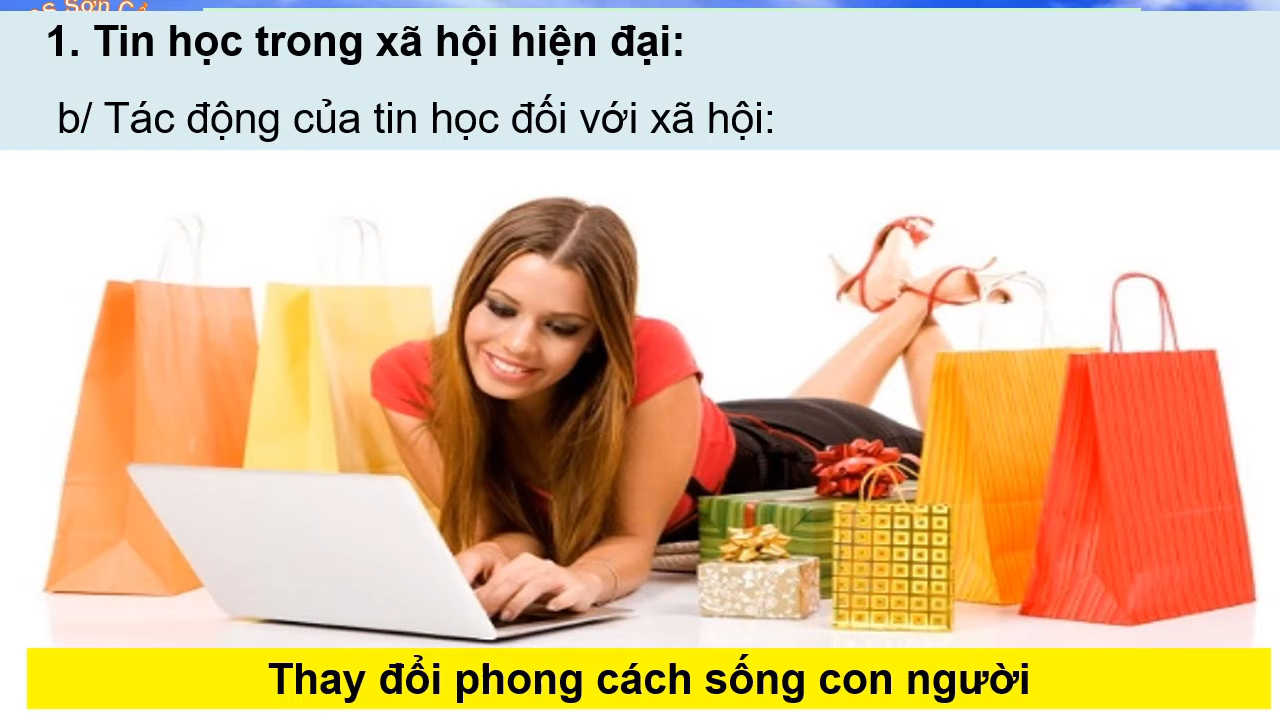 1. Tin học trong xã hội hiện đại:
b/ Tác động của tin học đối với xã hội:
Thay đổi phong cách sống con người